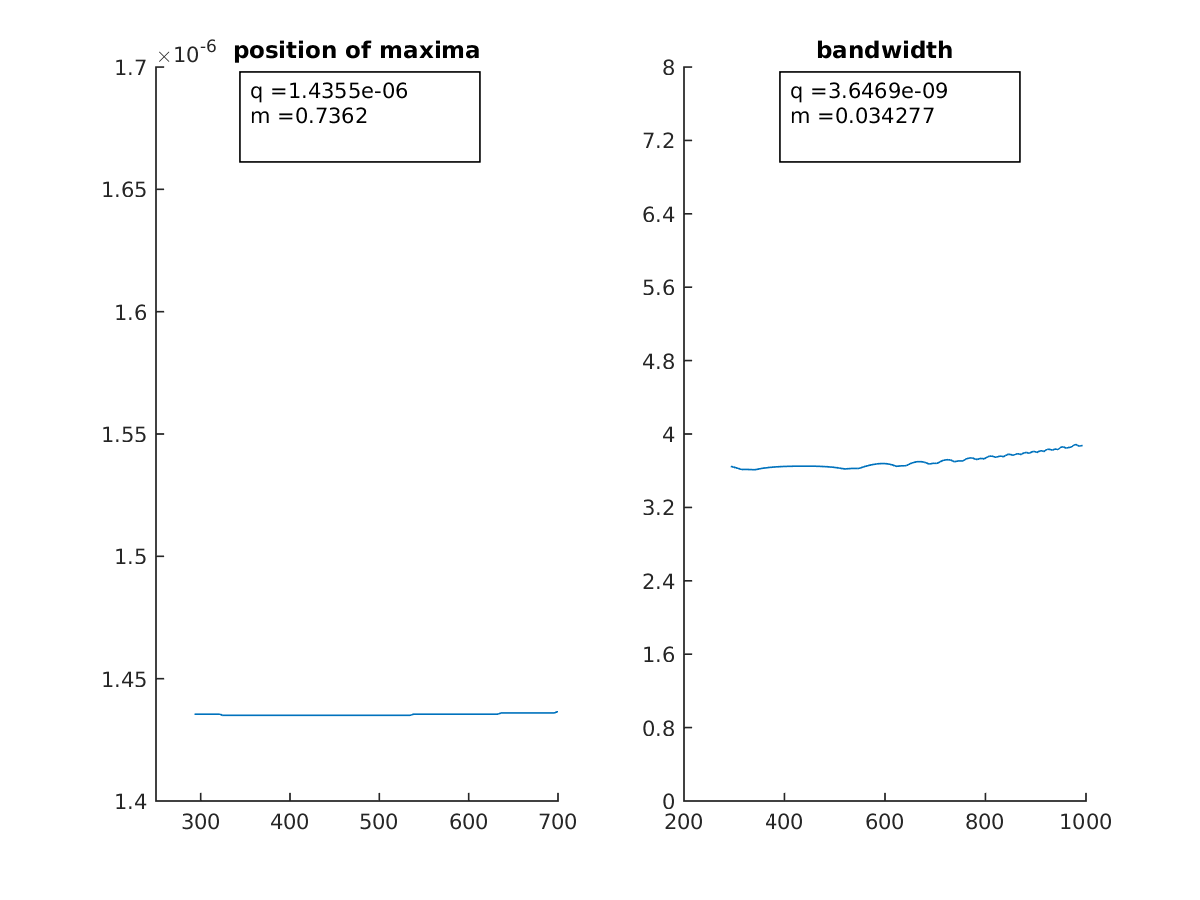 ×10-6
position of maxima
q =1.4355e-06
m =0.7362
1.7
1.65
1.6
1.55
1.5
1.45
1.4
300 400 500 600 700
bandwidth
q =3.6469e-09
m =0.034277
8
7.2
6.4
5.6
4.8
4
3.2
2.4
1.6
0.8
0
200 400 600 800 1000